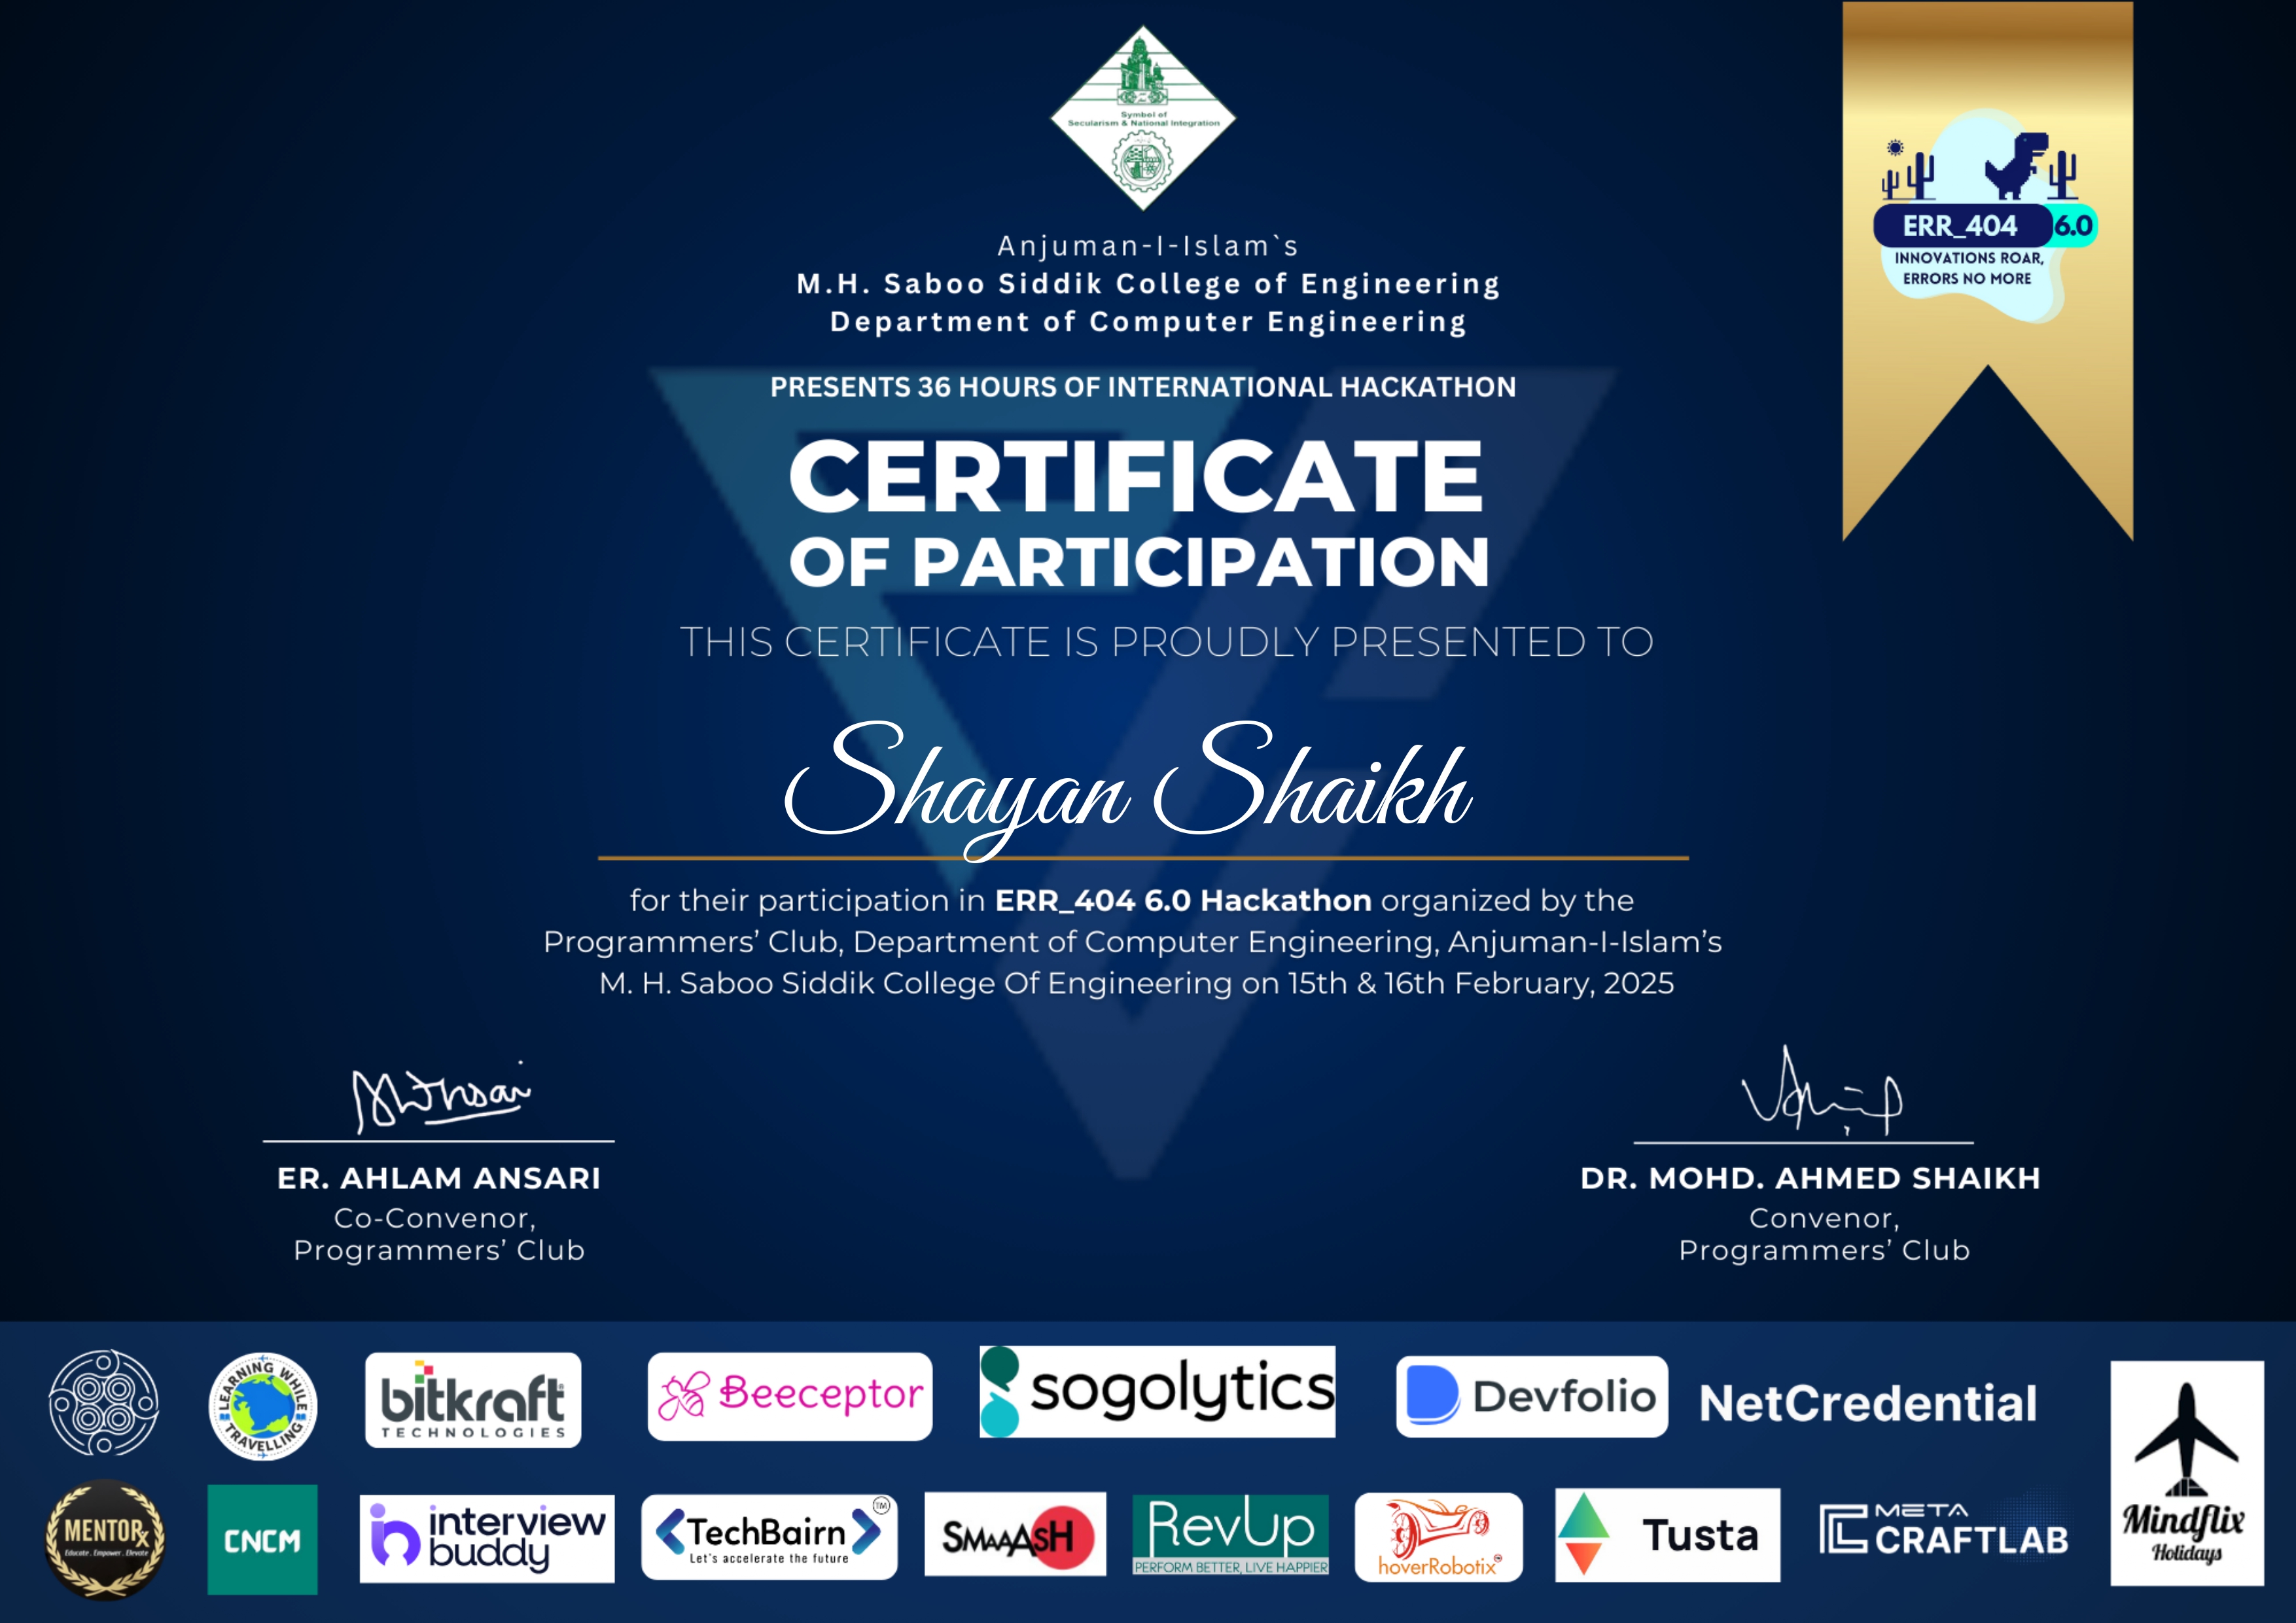 Symbol of
Secularism & National Integration
Anjuman-I-Islam`s
M.H. Saboo Siddik College of Engineering
Department of Computer Engineering
ERR_404 6.0
INNOVATIONS ROAR,
ERRORS NO MORE
PRESENTS 36 HOURS OF INTERNATIONAL HACKATHON
CERTIFICATE
OF PARTICIPATION
THIS CERTIFICATE IS PROUDLY PRESENTED TO
Shayan Shaikh
for their participation in ERR_404 6.0 Hackathon organized by the
Programmers’ Club, Department of Computer Engineering, Anjuman-I-Islam’s
M. H. Saboo Siddik College Of Engineering on 15th & 16th February, 2025
ER. AHLAM ANSARI
Co-Convenor,
Programmers’ Club
DR. MOHD. AHMED SHAIKH
Convenor,
Programmers’ Club
LEARNING WHILE TRAVELLING
bitkraft
TECHNOLOGIES
Beeceptor
sogolytics
Devfolio
NetCredential
MENTORx
Educate . Empower . Elevate
CNCM
interview
buddy
TechBairn TM
Let's accelerate the future
SMAAASH
RevUp
PERFORM BETTER, LIVE HAPPIER
hoverRobotix
Tusta
META
CRAFTLAB
Mindflix
Holidays